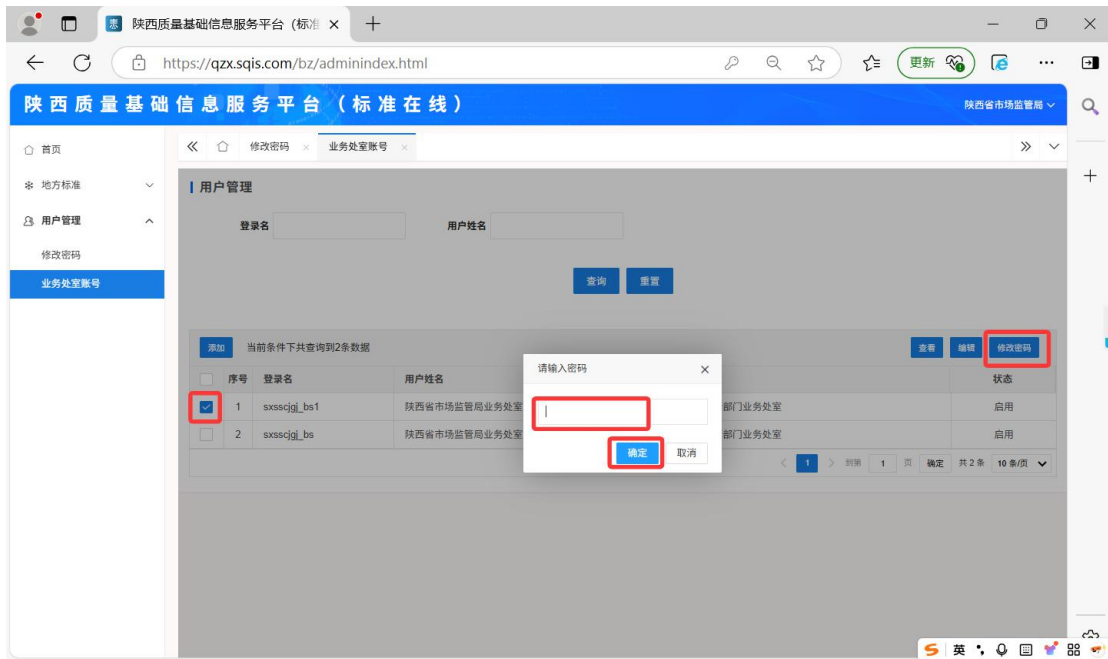 陕西质量基础信息服务平台（标准
https://qzx.sqis.com/bz/adminindex.html
更新
陕西质量基础信息服务平台（标准在线）
陕西省市场监管局
首页
修改密码
业务处室账号
地方标准
用户管理
修改密码
业务处室账号
用户管理
登录名
用户姓名
查询
重置
添加
当前条件下共查询到2条数据
查看
编辑
修改密码
序号 登录名 用户姓名 状态
1 sxsscjgj_bs1 陕西省市场监管局业务处室 部门业务处室 启用
2 sxsscjgj_bs 陕西省市场监管局业务处室 部门业务处室 启用
请输入密码
确定
取消
1 到第 1 页 确定 共 2 条 10 条/页
英